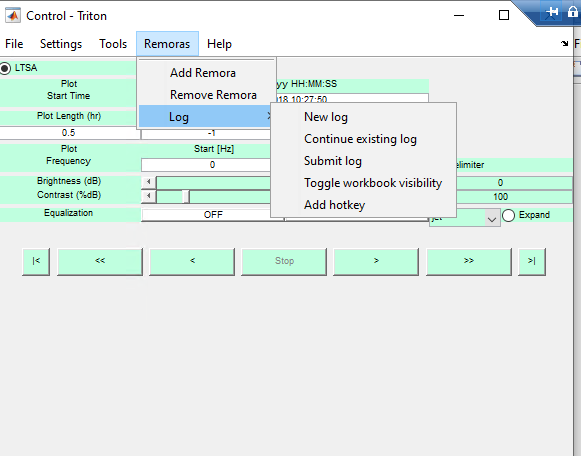 Control - Triton
File Settings Tools Remoras Help
LTSA
Add Remora
Plot
Start Time
yy HH:MM:SS
Remove Remora
018 10:27:50
Plot Length (hr)
Log
New log
0.5
-1
Continue existing log
Plot
Frequency
Start [Hz]
0
Submit log
elimiter
Toggle workbook visibility
Brightness (dB)
0
Contrast (%dB)
100
Add hotkey
Equalization
OFF
jet
Expand
|<
<<
<
Stop
>
>>
>|